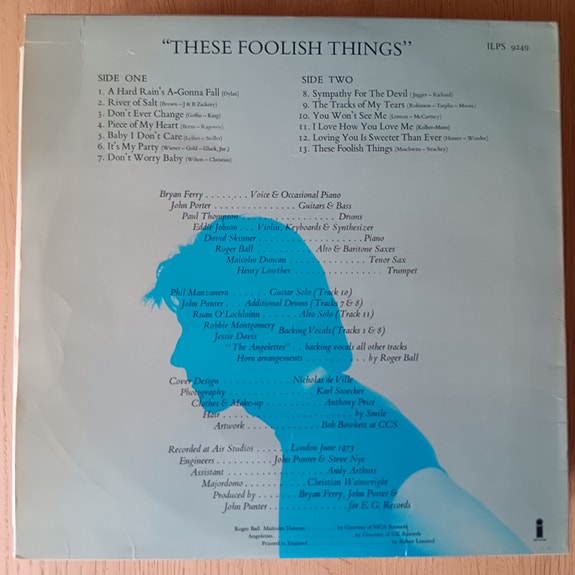 "THESE FOOLISH THINGS"
ILPS 9249
SIDE ONE
1. A Hard Rain's A-Gonna Fall (Dylan)
2. River of Salt (Brown – J & B Zackery)
3. Don't Ever Change (Goffin – King)
4. Piece of My Heart (Berns – Ragovoy)
5. Baby I Don't Care (Leiber – Stoller)
6. It's My Party (Wiener – Gold – Gluck, Jnr.)
7. Don't Worry Baby (Wilson – Christian)
SIDE TWO
8. Sympathy For The Devil (Jagger – Richard)
9. The Tracks of My Tears (Robinson – Tarplin – Moore)
10. You Won't See Me (Lennon – McCartney)
11. I Love How You Love Me (Kolber-Mann)
12. Loving You Is Sweeter Than Ever (Hunter – Wonder)
13. These Foolish Things (Maschwitz – Strachey)
Bryan Ferry . . . . . . . . Voice & Occasional Piano
John Porter . . . . . . . . . . . . . . Guitars & Bass
Paul Thompson . . . . . . . . . . . . . . Drums
Eddie Jobson . . . Violin, Keyboards & Synthesizer
David Skinner . . . . . . . . . . . . . . . . . Piano
Roger Ball . . . . . . . Alto & Baritone Saxes
Malcolm Duncan . . . . . . . . . . Tenor Sax
Henry Lowther . . . . . . . . . . . . . . Trumpet
Phil Manzanera . . . . . . Guitar Solo (Track 10)
John Punter . . . Additional Drums (Tracks 7 & 8)
Ruan O'Lochlainn . . . . . . Alto Solo (Track 11)
Robbie Montgomery
Jessie Davis
Backing Vocals (Tracks 1 & 8)
"The Angelettes" . . backing vocals all other tracks
Horn arrangements . . . . . . . . . . by Roger Ball
Cover Design . . . . . . . . . . Nicholas de Ville
Photography . . . . . . . . . . . . Karl Stoecker
Clothes & Make-up . . . . . . . . Anthony Price
Hair . . . . . . . . . . . . . . . . . . by Smile
Artwork . . . . . . . . . . Bob Bowkett at CCS.
Recorded at Air Studios . . . . . . London June 1973
Engineers . . . . . . . . John Punter & Steve Nye
Assistant . . . . . . . . . . . . . . Andy Arthurs
Majordomo . . . . . . . . . Christian Wainwright
Produced by . . . . . . Bryan Ferry, John Porter &
John Punter . . . . . . . . . . for E. G. Records
Roger Ball Malcolm Duncan . . . . . by Courtesy of MCA Records
Angelettes . . . . . . . . . . by Courtesy of U.K. Records
Printed in England